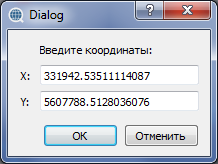 Dialog
Введите координаты:
X: 331942.53511114087
Y: 5607788.5128036076
OK Отменить